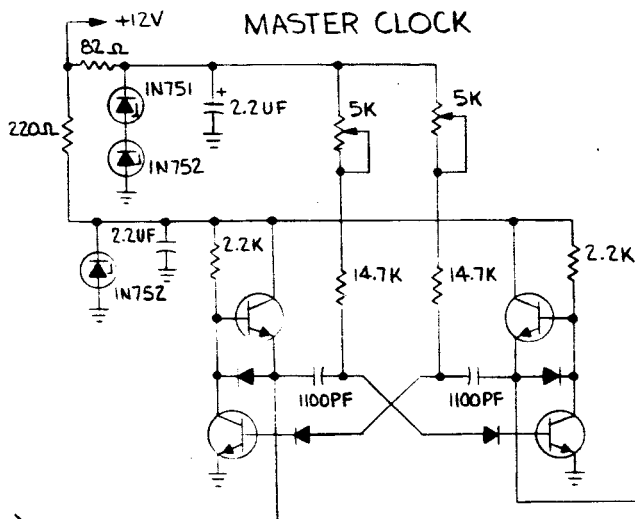 +12V
MASTER CLOCK
82Ω
1N751
2.2UF
+
5K
5K
220Ω
1N752
2.2UF
2.2K
2.2K
14.7K
14.7K
1N752
1100PF
1100PF